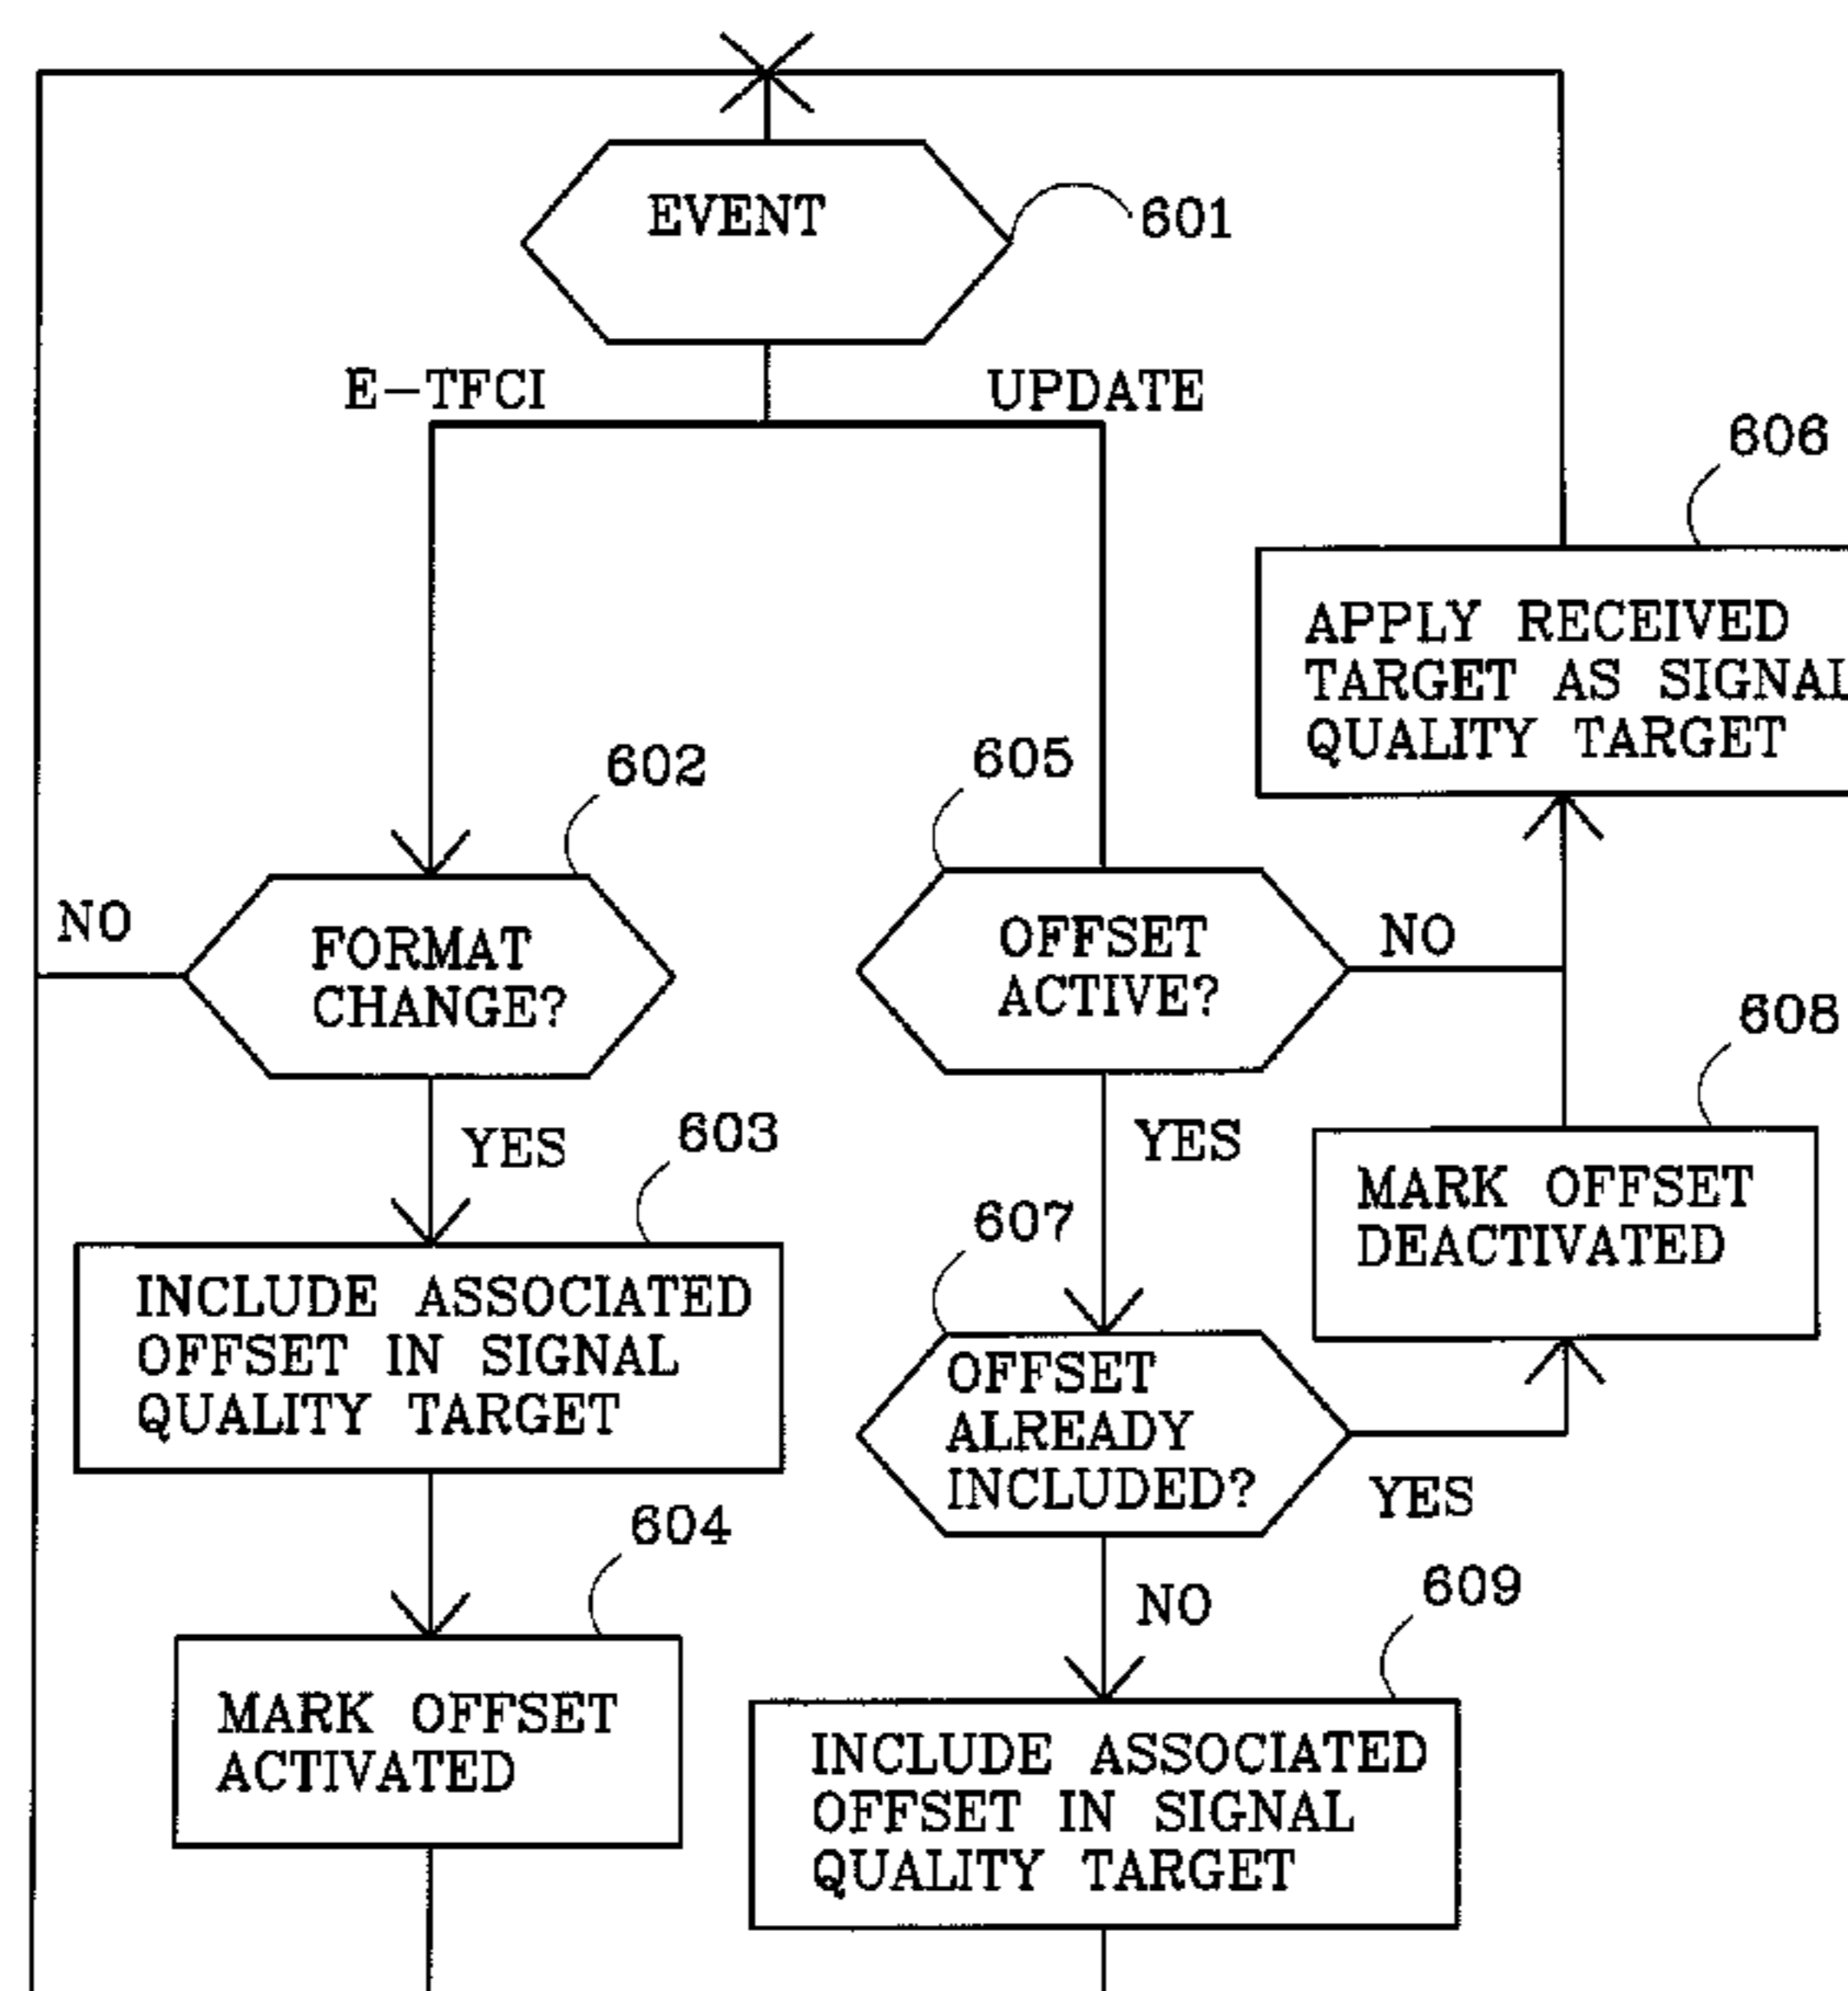 EVENT
601
E-TFCI
UPDATE
606
APPLY RECEIVED
TARGET AS SIGNAL
QUALITY TARGET
602
605
NO
FORMAT
CHANGE?
OFFSET
ACTIVE?
NO
608
YES
603
YES
MARK OFFSET
DEACTIVATED
607
INCLUDE ASSOCIATED
OFFSET IN SIGNAL
QUALITY TARGET
OFFSET
ALREADY
INCLUDED?
YES
604
NO
609
MARK OFFSET
ACTIVATED
INCLUDE ASSOCIATED
OFFSET IN SIGNAL
QUALITY TARGET